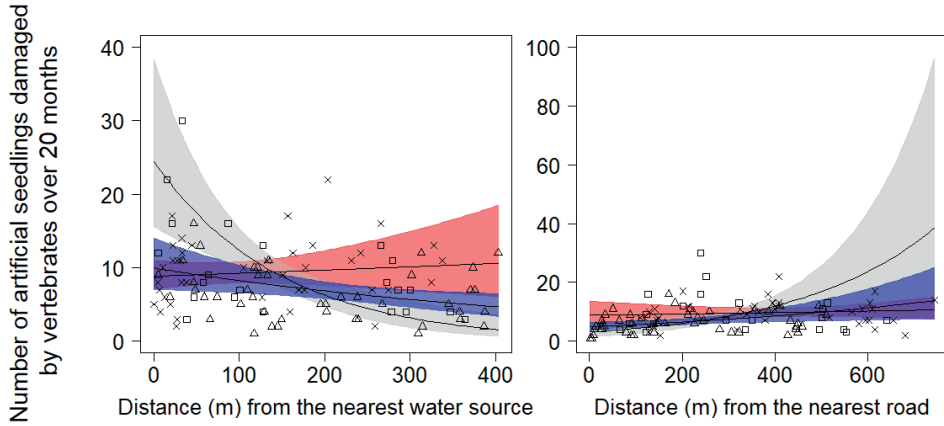 Number of artificial seedlings damaged
by vertebrates over 20 months
40
30
20
10
0
0 100 200 300 400
Distance (m) from the nearest water source
100
80
60
40
20
0
0 200 400 600
Distance (m) from the nearest road